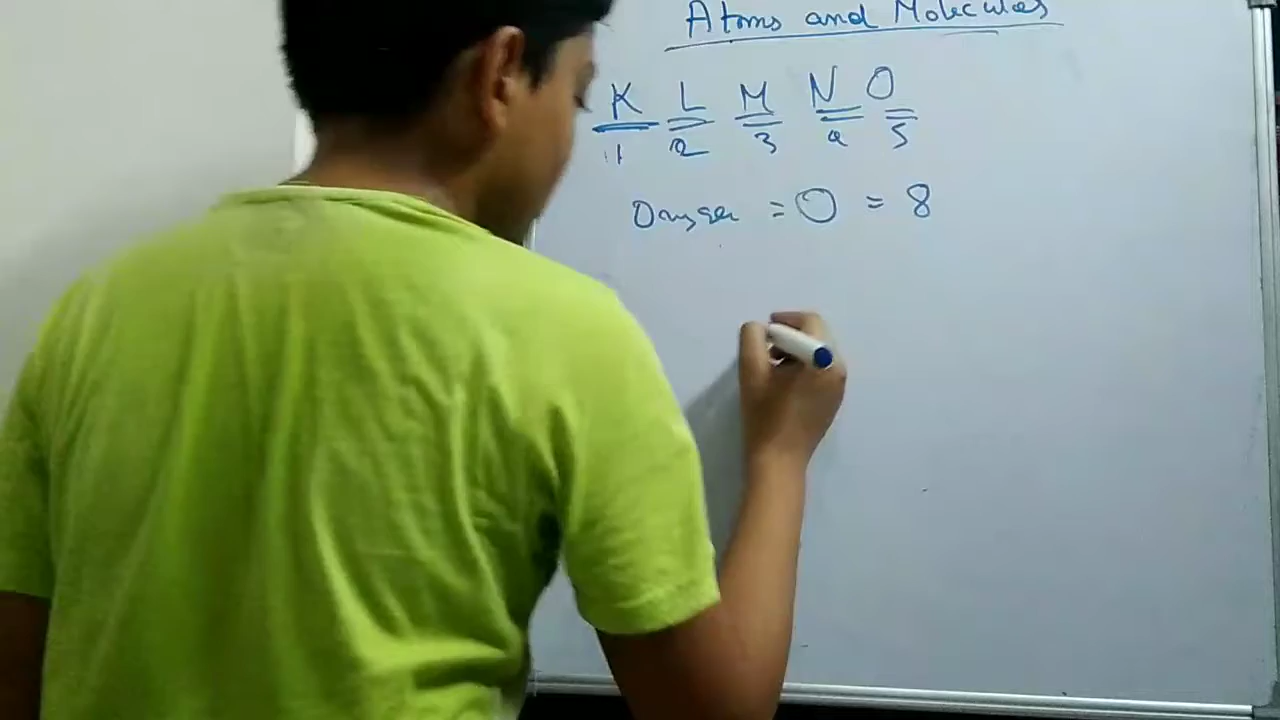 Atoms and Molecules
K L M N O
1 2 3 4 5
Oxygen = O = 8